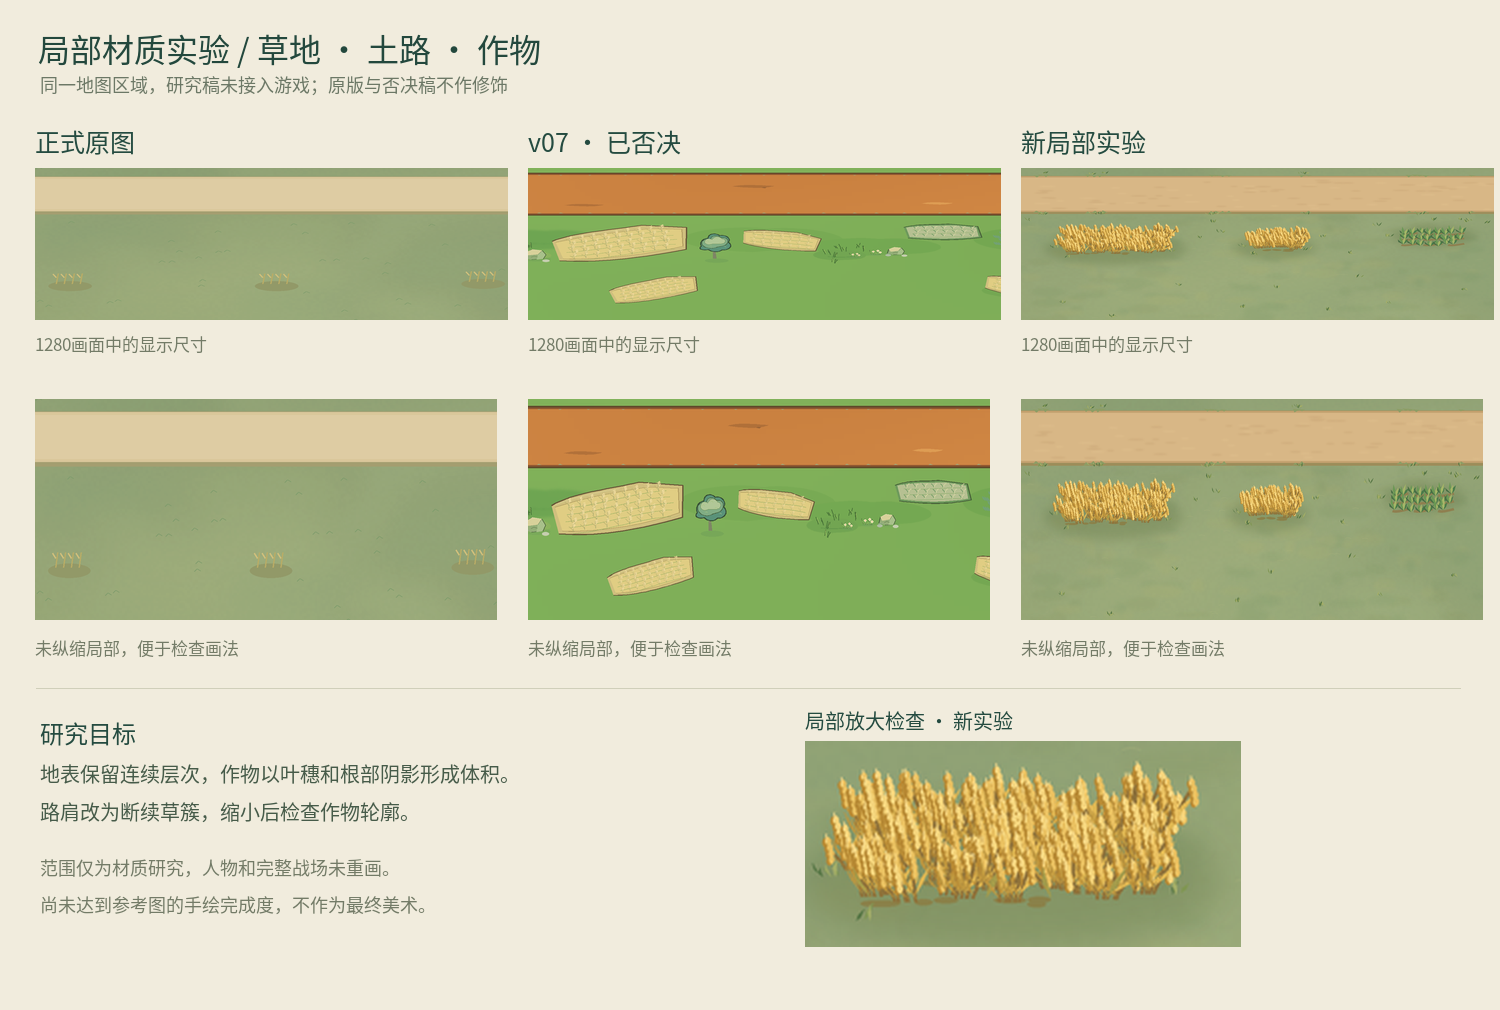 局部材质实验 / 草地 · 土路 · 作物
同一地图区域，研究稿未接入游戏；原版与否决稿不作修饰
正式原图
v07 · 已否决
新局部实验
1280画面中的显示尺寸
1280画面中的显示尺寸
1280画面中的显示尺寸
未纵缩局部，便于检查画法
未纵缩局部，便于检查画法
未纵缩局部，便于检查画法
研究目标
地表保留连续层次，作物以叶穗和根部阴影形成体积。
路肩改为断续草簇，缩小后检查作物轮廓。
范围仅为材质研究，人物和完整战场未重画。
尚未达到参考图的手绘完成度，不作为最终美术。
局部放大检查 · 新实验